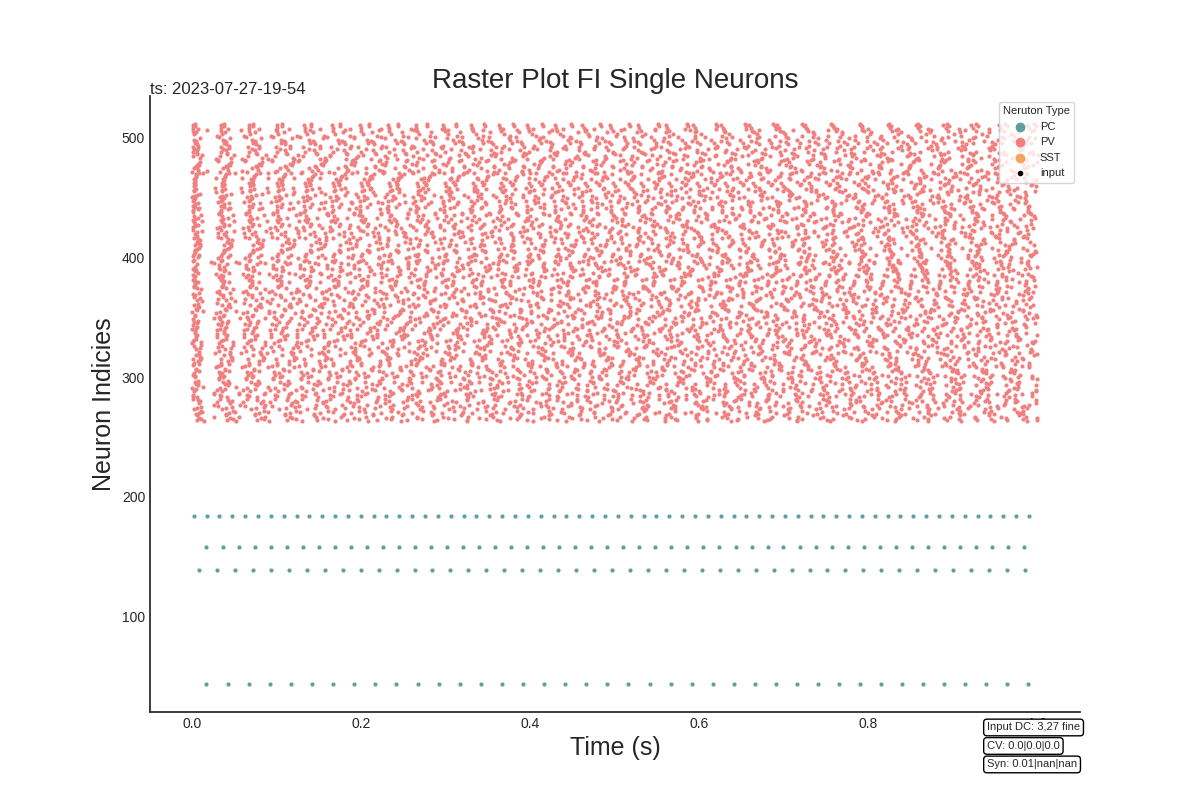 Raster Plot FI Single Neurons
ts: 2023-07-27-19-54
Neruton Type
PC
PV
SST
input
Neuron Indicies
500
400
300
200
100
0.0 0.2 0.4 0.6 0.8
Time (s)
Input DC: 3,27 fine
CV: 0.0|0.0|0.0
Syn: 0.01|nan|nan